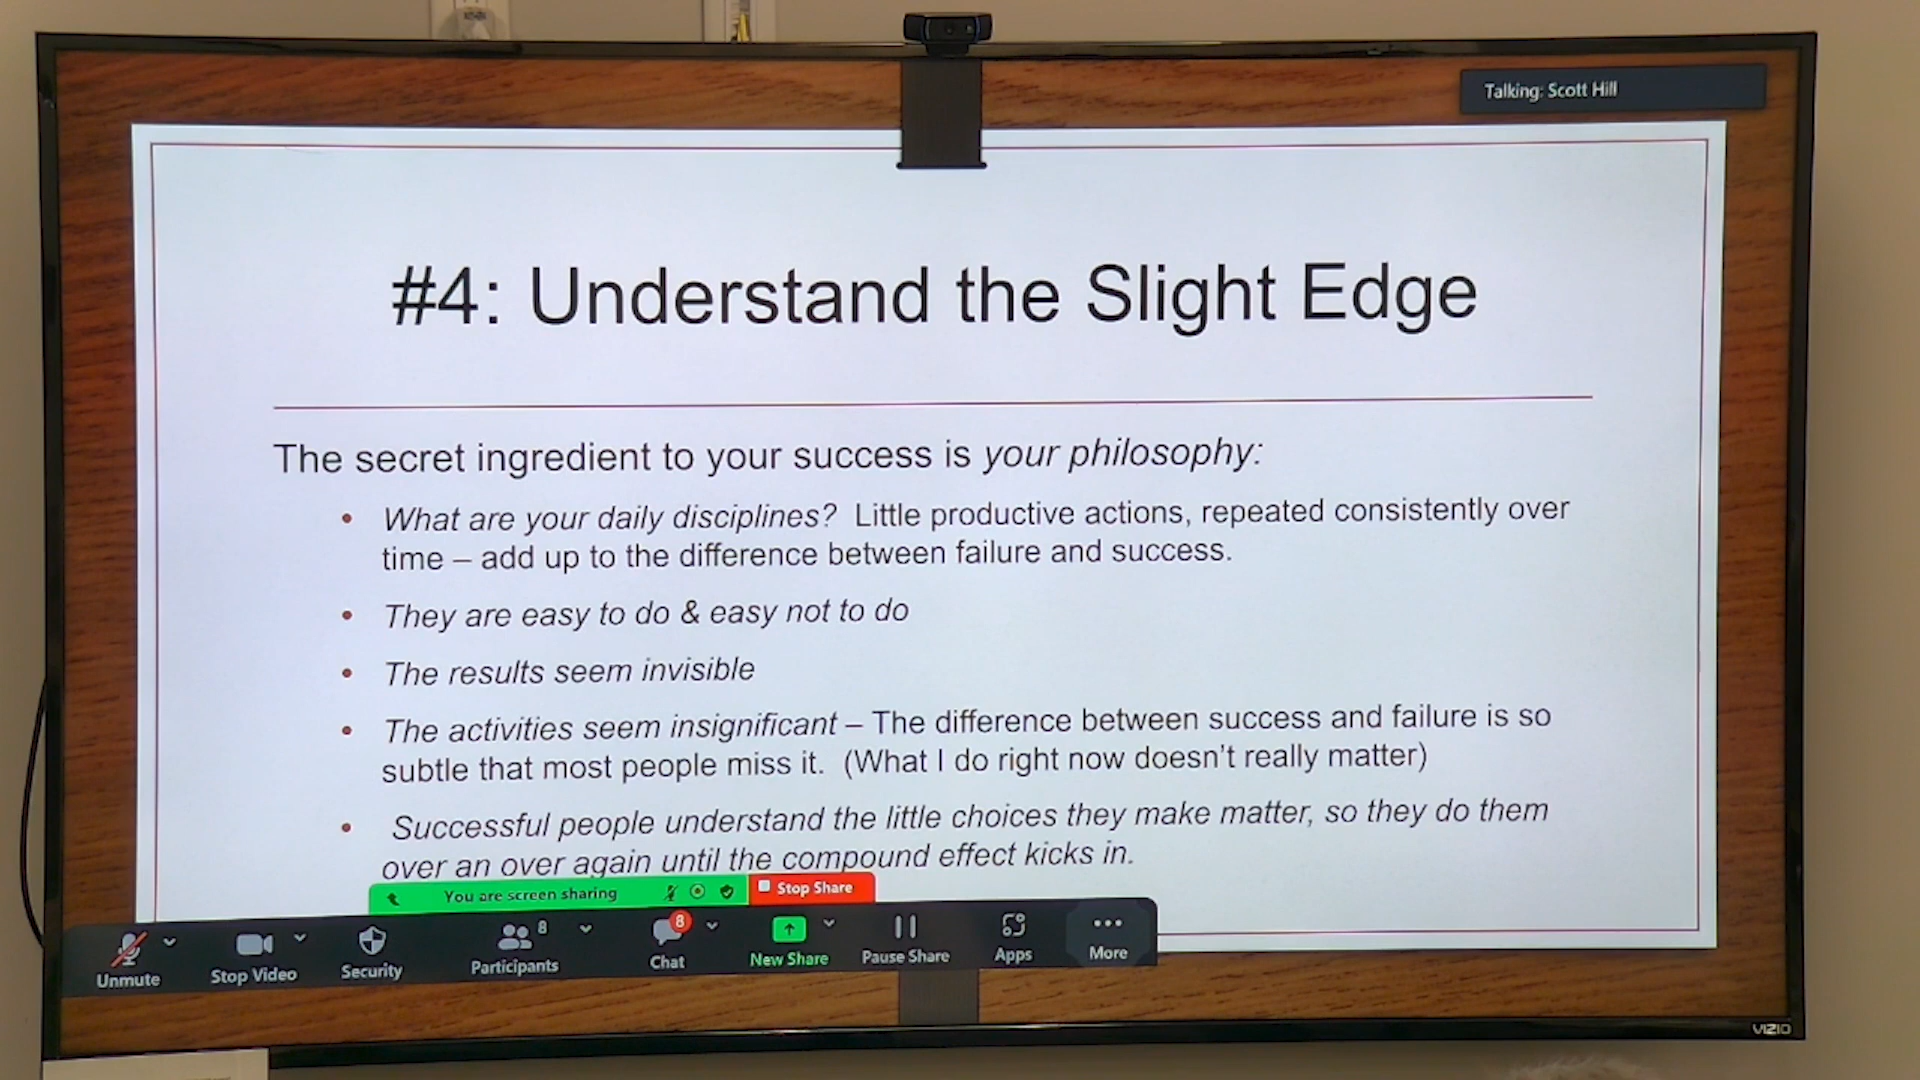 Talking: Scott Hill
#4: Understand the Slight Edge
The secret ingredient to your success is your philosophy:
• What are your daily disciplines? Little productive actions, repeated consistently over
time – add up to the difference between failure and success.
• They are easy to do & easy not to do
• The results seem invisible
• The activities seem insignificant – The difference between success and failure is so
subtle that most people miss it. (What I do right now doesn't really matter)
• Successful people understand the little choices they make matter, so they do them
over an over again until the compound effect kicks in.
You are screen sharing
Stop Share
8
8
Unmute
Stop Video
Security
Participants
Chat
New Share
Pause Share
Apps
More
VIZIO